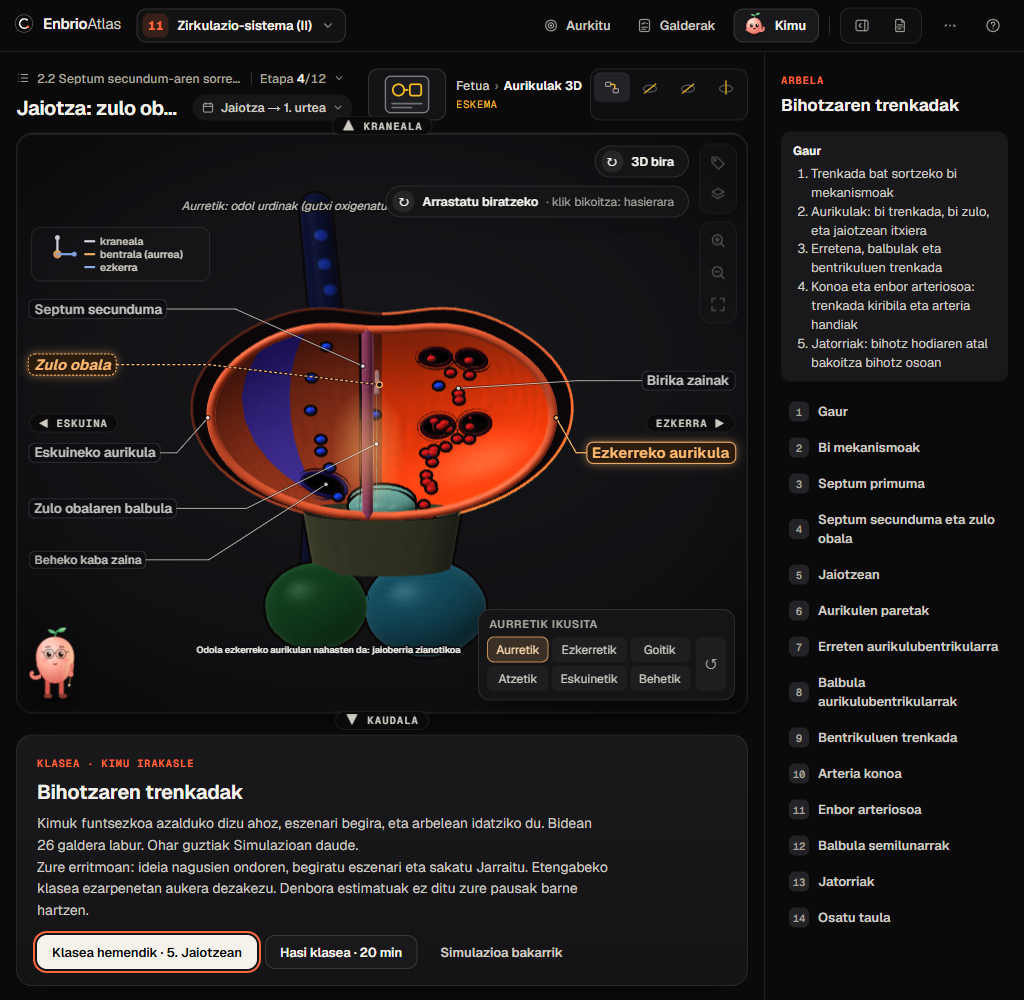 EnbrioAtlas
11 Zirkulazio-sistema (II)
Aurkitu
Galderak
Kimu
2.2 Septum secundum-aren sorre...
Etapa 4/12
Jaiotza: zulo ob...
Jaiotza → 1. urtea
Fetua › Aurikulak 3D
ESKEMA
▲ KRANEALA
3D bira
Aurretik: odol urdinak (gutxi oxigenatu
Arrastatu biratzeko · klik bikoitza: hasierara
kraneala
bentrala (aurrea)
ezkerra
Septum secunduma
Zulo obala
Birika zainak
◀ ESKUINA
EZKERRA ▶
Eskuineko aurikula
Ezkerreko aurikula
Zulo obalaren balbula
Beheko kaba zaina
Odola ezkerreko aurikulan nahasten da: jaioberria zianotikoa
AURRETIK IKUSITA
Aurretik
Ezkerretik
Goitik
Atzetik
Eskuinetik
Behetik
▼ KAUDALA
KLASEA · KIMU IRAKASLE
Bihotzaren trenkadak
Kimuk funtsezkoa azalduko dizu ahoz, eszenari begira, eta arbelean idatziko du. Bidean
26 galdera labur. Ohar guztiak Simulazioan daude.
Zure erritmoan: ideia nagusien ondoren, begiratu eszenari eta sakatu Jarraitu. Etengabeko
klasea ezarpenetan aukera dezakezu. Denbora estimatuak ez ditu zure pausak barne
hartzen.
Klasea hemendik · 5. Jaiotzean
Hasi klasea · 20 min
Simulazioa bakarrik
ARBELA
Bihotzaren trenkadak
Gaur
1. Trenkada bat sortzeko bi
mekanismoak
2. Aurikulak: bi trenkada, bi zulo,
eta jaiotzean itxiera
3. Erretena, balbulak eta
bentrikuluen trenkada
4. Konoa eta enbor arteriosoa:
trenkada kiribila eta arteria
handiak
5. Jatorriak: bihotz hodiaren atal
bakoitza bihotz osoan
1 Gaur
2 Bi mekanismoak
3 Septum primuma
4 Septum secunduma eta zulo
obala
5 Jaiotzean
6 Aurikulen paretak
7 Erreten aurikulubentrikularra
8 Balbula
aurikulubentrikularrak
9 Bentrikuluen trenkada
10 Arteria konoa
11 Enbor arteriosoa
12 Balbula semilunarrak
13 Jatorriak
14 Osatu taula